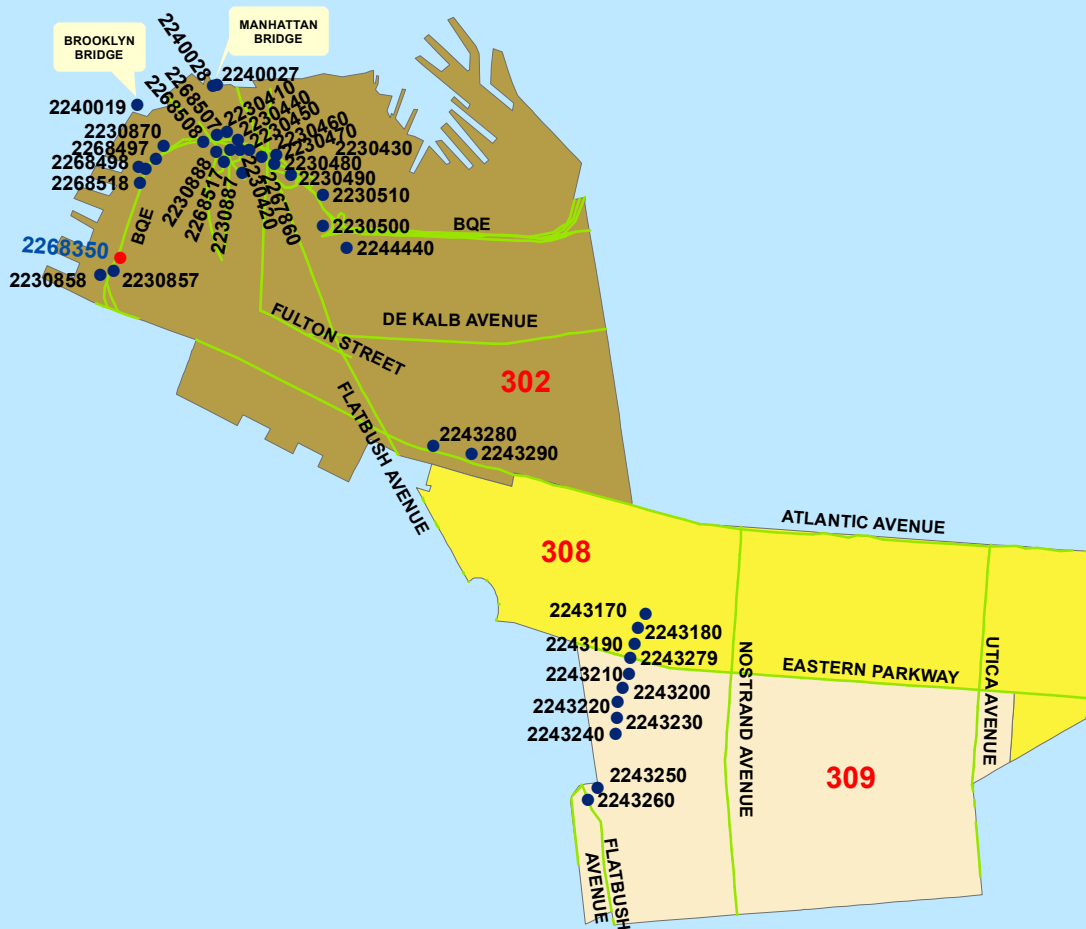 MANHATTAN
BRIDGE
BROOKLYN
BRIDGE
2240028
2240027
2240019
2268507
2268508
2230410
2230440
2230450
2230460
2230470
2230430
2230870
2268497
2268498
2268518
2230888
2268517
2230887
2230420
2267860
2230480
2230490
2230510
2230500
BQE
BQE
2244440
2268350
2230858
2230857
FULTON STREET
DE KALB AVENUE
302
FLATBUSH AVENUE
2243280
2243290
ATLANTIC AVENUE
308
2243170
2243180
2243190
2243279
2243210
2243200
2243220
2243230
2243240
NOSTRAND AVENUE
EASTERN PARKWAY
UTICA AVENUE
309
2243250
2243260
FLATBUSH
AVENUE